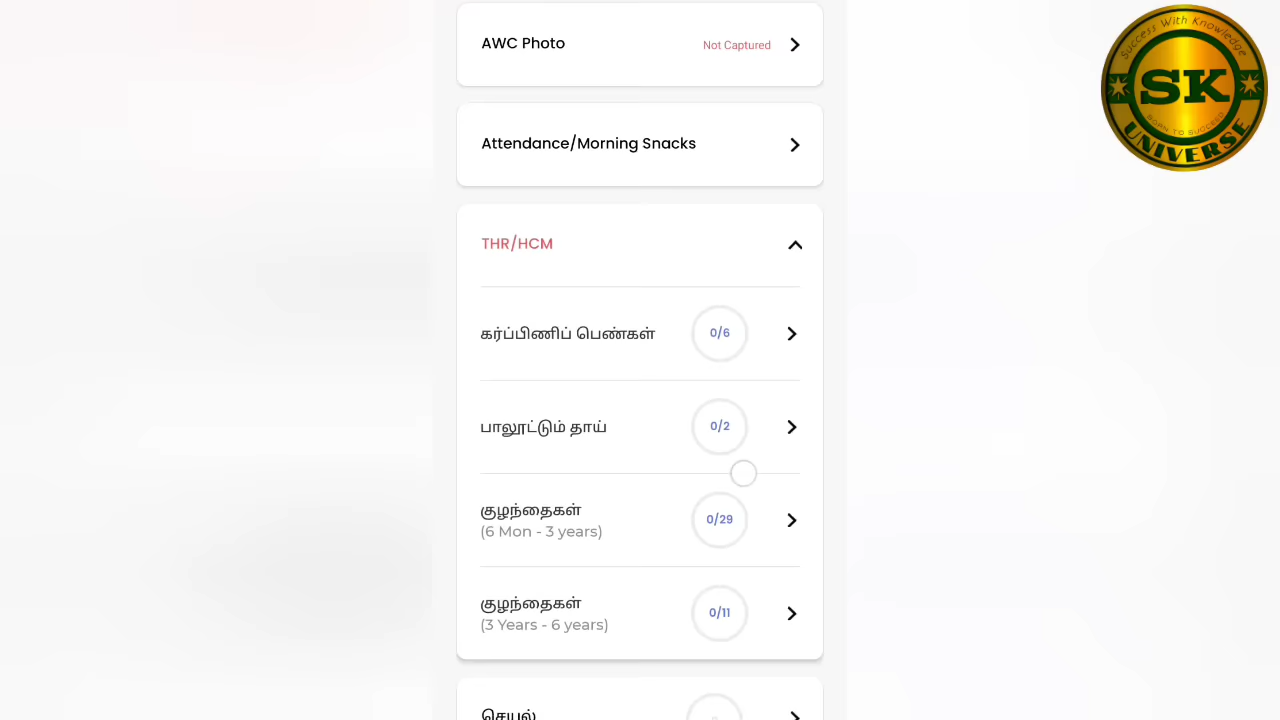 AWC Photo
Not Captured
Success With Knowledge
SK
BORN TO SUCCESS
UNIVERSE
Attendance/Morning Snacks
THR/HCM
கர்ப்பிணிப் பெண்கள்
0/6
பாலூட்டும் தாய்
0/2
குழந்தைகள்
(6 Mon - 3 years)
0/29
குழந்தைகள்
(3 Years - 6 years)
0/11
செயல்